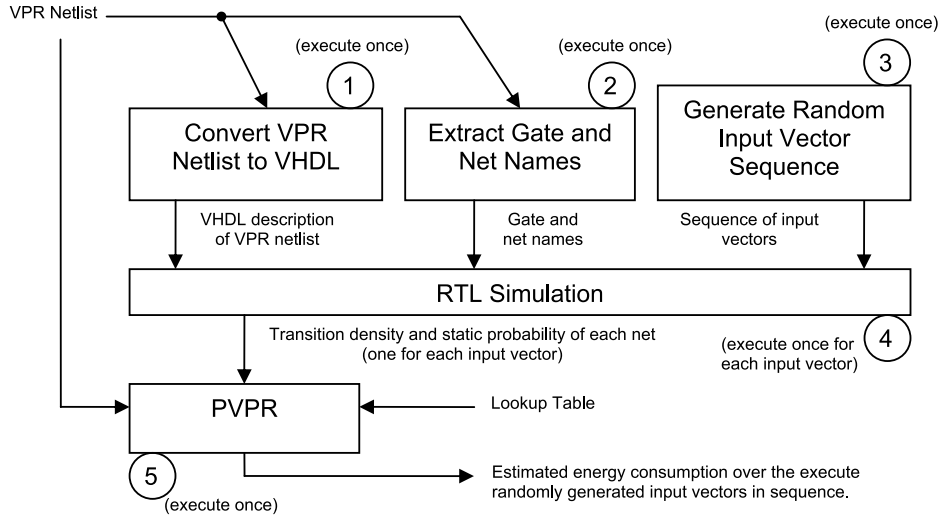 VPR Netlist
(execute once)
1
(execute once)
2
(execute once)
3
Convert VPR
Netlist to VHDL
Extract Gate and
Net Names
Generate Random
Input Vector
Sequence
VHDL description
of VPR netlist
Gate and
net names
Sequence of input
vectors
RTL Simulation
Transition density and static probability of each net
(one for each input vector)
(execute once for
each input vector)
4
PVPR
Lookup Table
5
(execute once)
Estimated energy consumption over the execute
randomly generated input vectors in sequence.